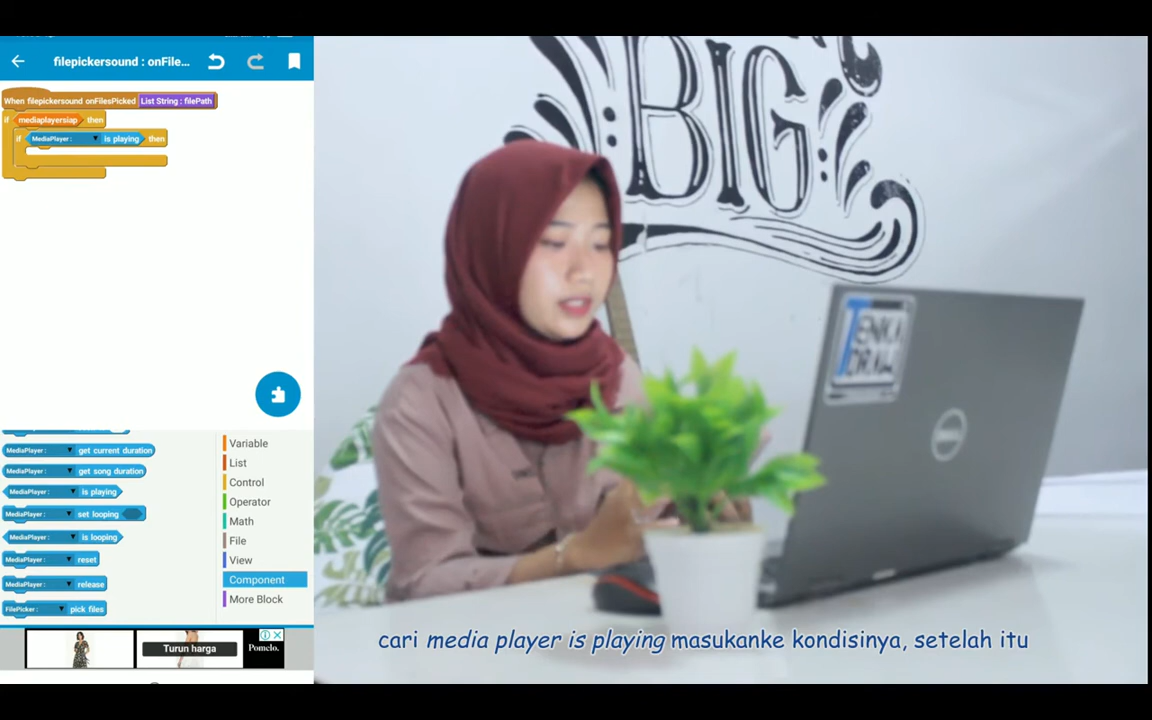 filepickersound : onFile...
When filepickersound onFilesPicked List String : filePath
if mediaplayersiap then
if MediaPlayer: is playing then
MediaPlayer: get current duration
MediaPlayer: get song duration
MediaPlayer: is playing
MediaPlayer: set looping
MediaPlayer: is looping
MediaPlayer: reset
MediaPlayer: release
FilePicker: pick files
Variable
List
Control
Operator
Math
File
View
Component
More Block
Turun harga
Pomelo.
BIG
DELL
cari media player is playing masukanke kondisinya, setelah itu